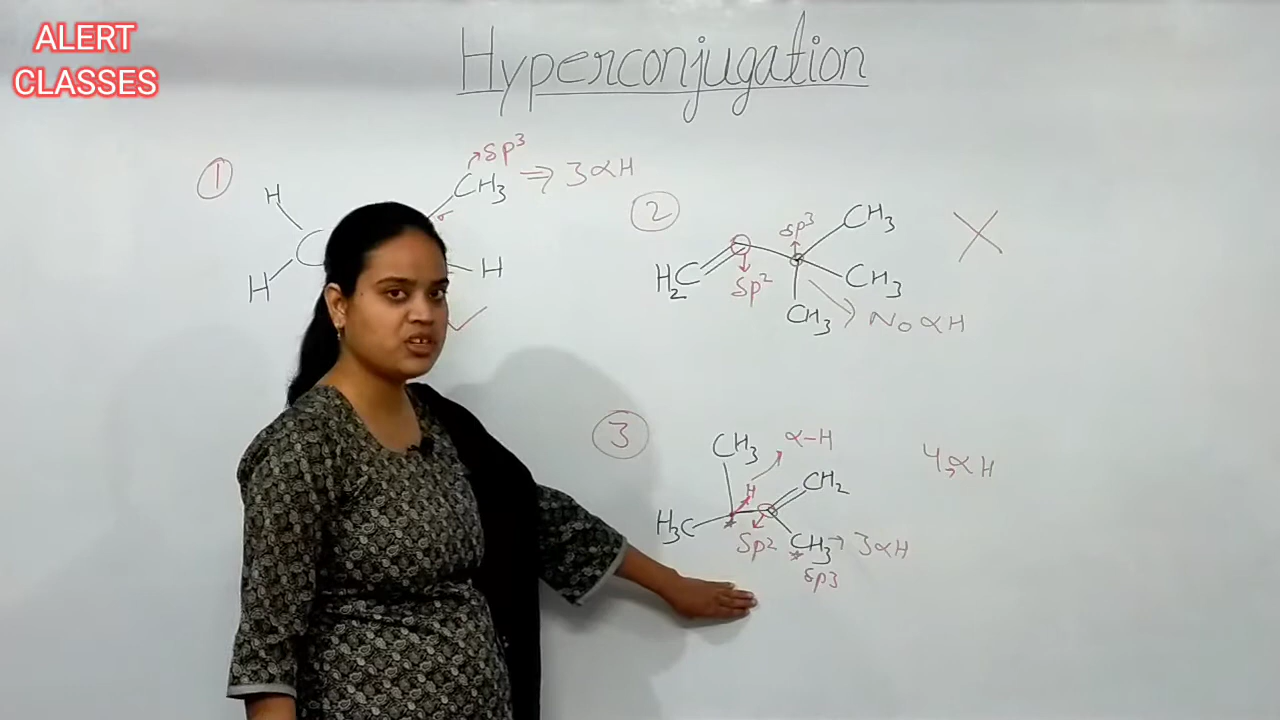 ALERT
CLASSES
Hyperconjugation
1
sp³
CH₃ ⇒ 3αH
H
C
H
H
2
sp³
CH₃
H₂C
sp²
CH₃
CH₃
No αH
3
CH₃
α-H
H
CH₂
4αH
H₃C
sp²
CH₃ → 3αH
sp3